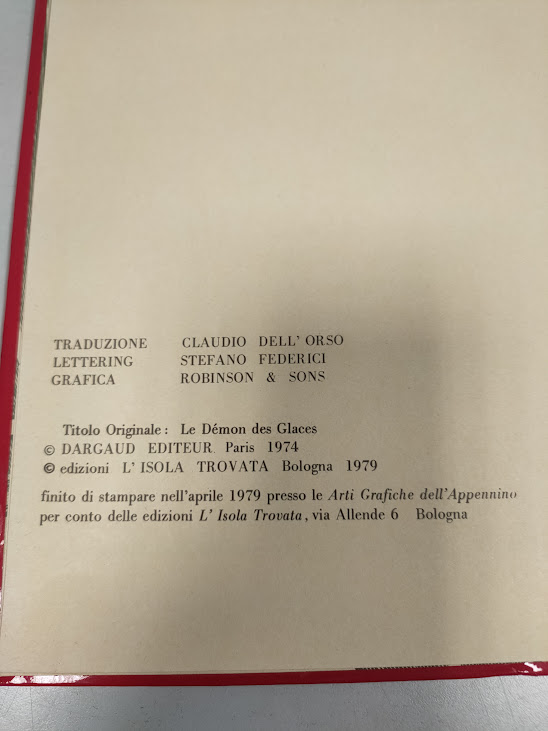 TRADUZIONE CLAUDIO DELL' ORSO
LETTERING STEFANO FEDERICI
GRAFICA ROBINSON & SONS
Titolo Originale: Le Démon des Glaces
© DARGAUD EDITEUR Paris 1974
© edizioni L' ISOLA TROVATA Bologna 1979
finito di stampare nell'aprile 1979 presso le Arti Grafiche dell'Appennino
per conto delle edizioni L' Isola Trovata, via Allende 6 Bologna